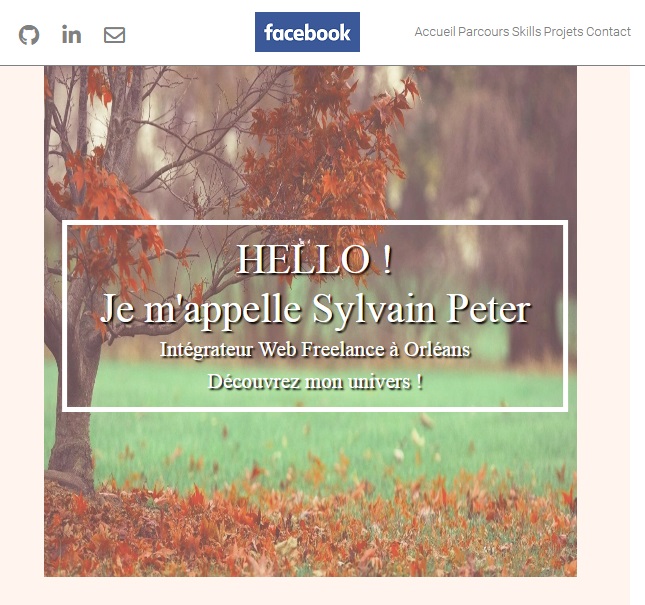 facebook
Accueil Parcours Skills Projets Contact
HELLO !
Je m'appelle Sylvain Peter
Intégrateur Web Freelance à Orléans
Découvrez mon univers !